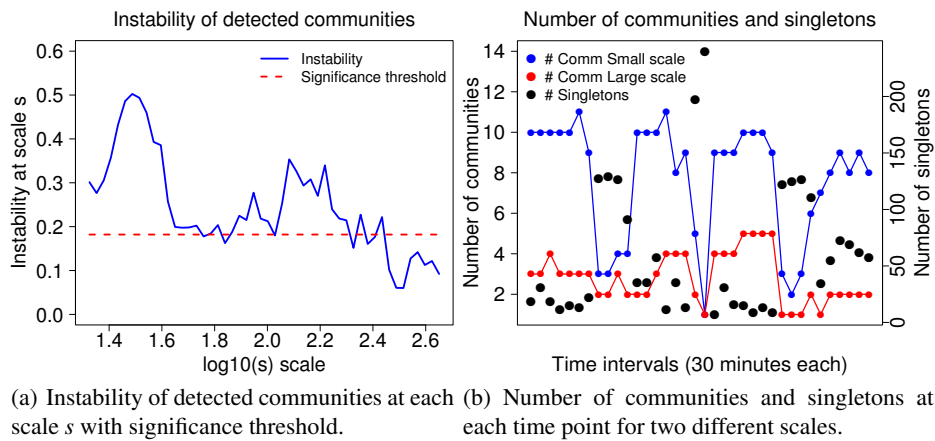 Instability of detected communities
0.6
0.5
0.4
0.3
0.2
0.1
0.0
Instability at scale s
Instability
Significance threshold
1.4 1.6 1.8 2.0 2.2 2.4 2.6
log10(s) scale
Number of communities and singletons
14
12
10
8
6
4
2
Number of communities
# Comm Small scale
# Comm Large scale
# Singletons
200
150
100
50
0
Number of singletons
Time intervals (30 minutes each)
(a) Instability of detected communities at each
scale s with significance threshold.
(b) Number of communities and singletons at
each time point for two different scales.